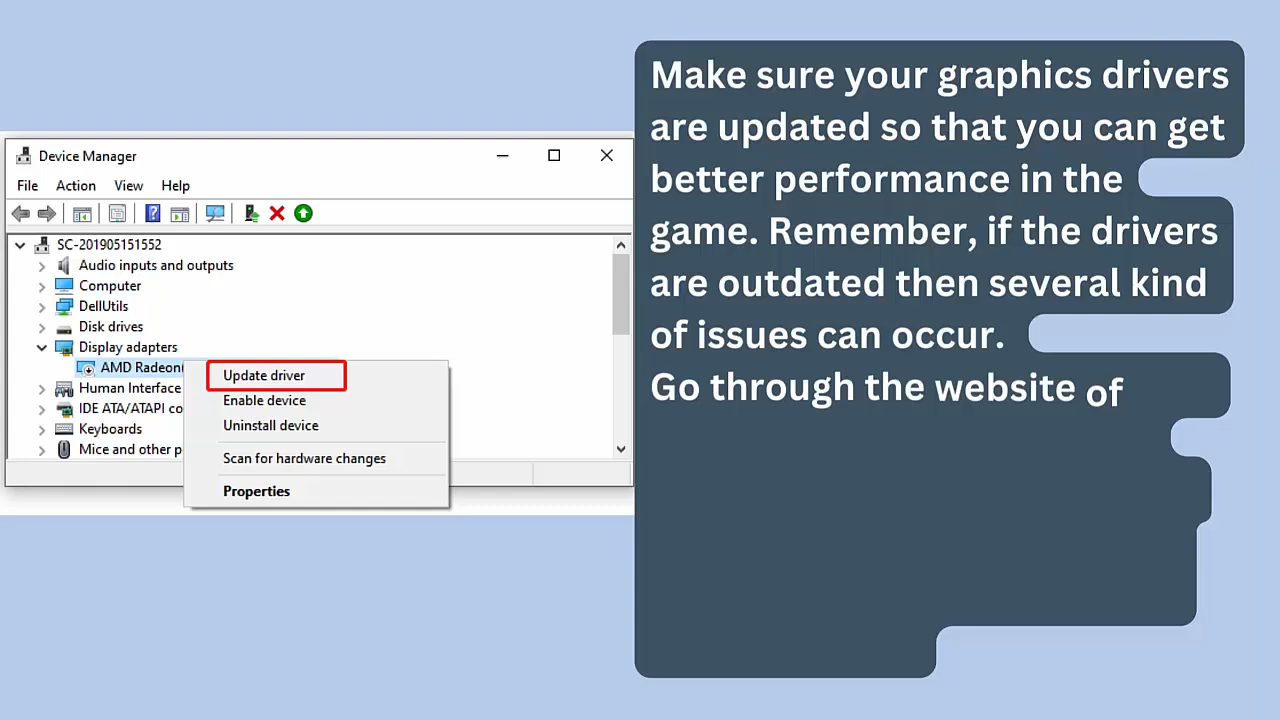 Device Manager
File Action View Help
SC-201905151552
Audio inputs and outputs
Computer
DellUtils
Disk drives
Display adapters
AMD Radeon
Human Interface
IDE ATA/ATAPI co
Keyboards
Mice and other p
Update driver
Enable device
Uninstall device
Scan for hardware changes
Properties
Make sure your graphics drivers
are updated so that you can get
better performance in the
game. Remember, if the drivers
are outdated then several kind
of issues can occur.
Go through the website of